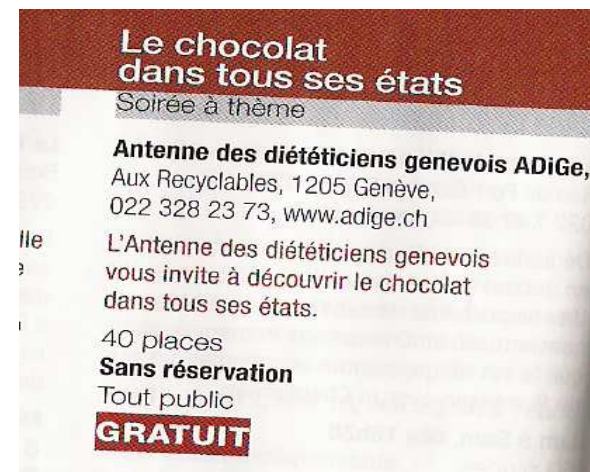 Le chocolat
dans tous ses états
Soirée à thème
Antenne des diététiciens genevois ADiGe,
Aux Recyclables, 1205 Genève,
022 328 23 73, www.adige.ch
L'Antenne des diététiciens genevois
vous invite à découvrir le chocolat
dans tous ses états.
40 places
Sans réservation
Tout public
GRATUIT